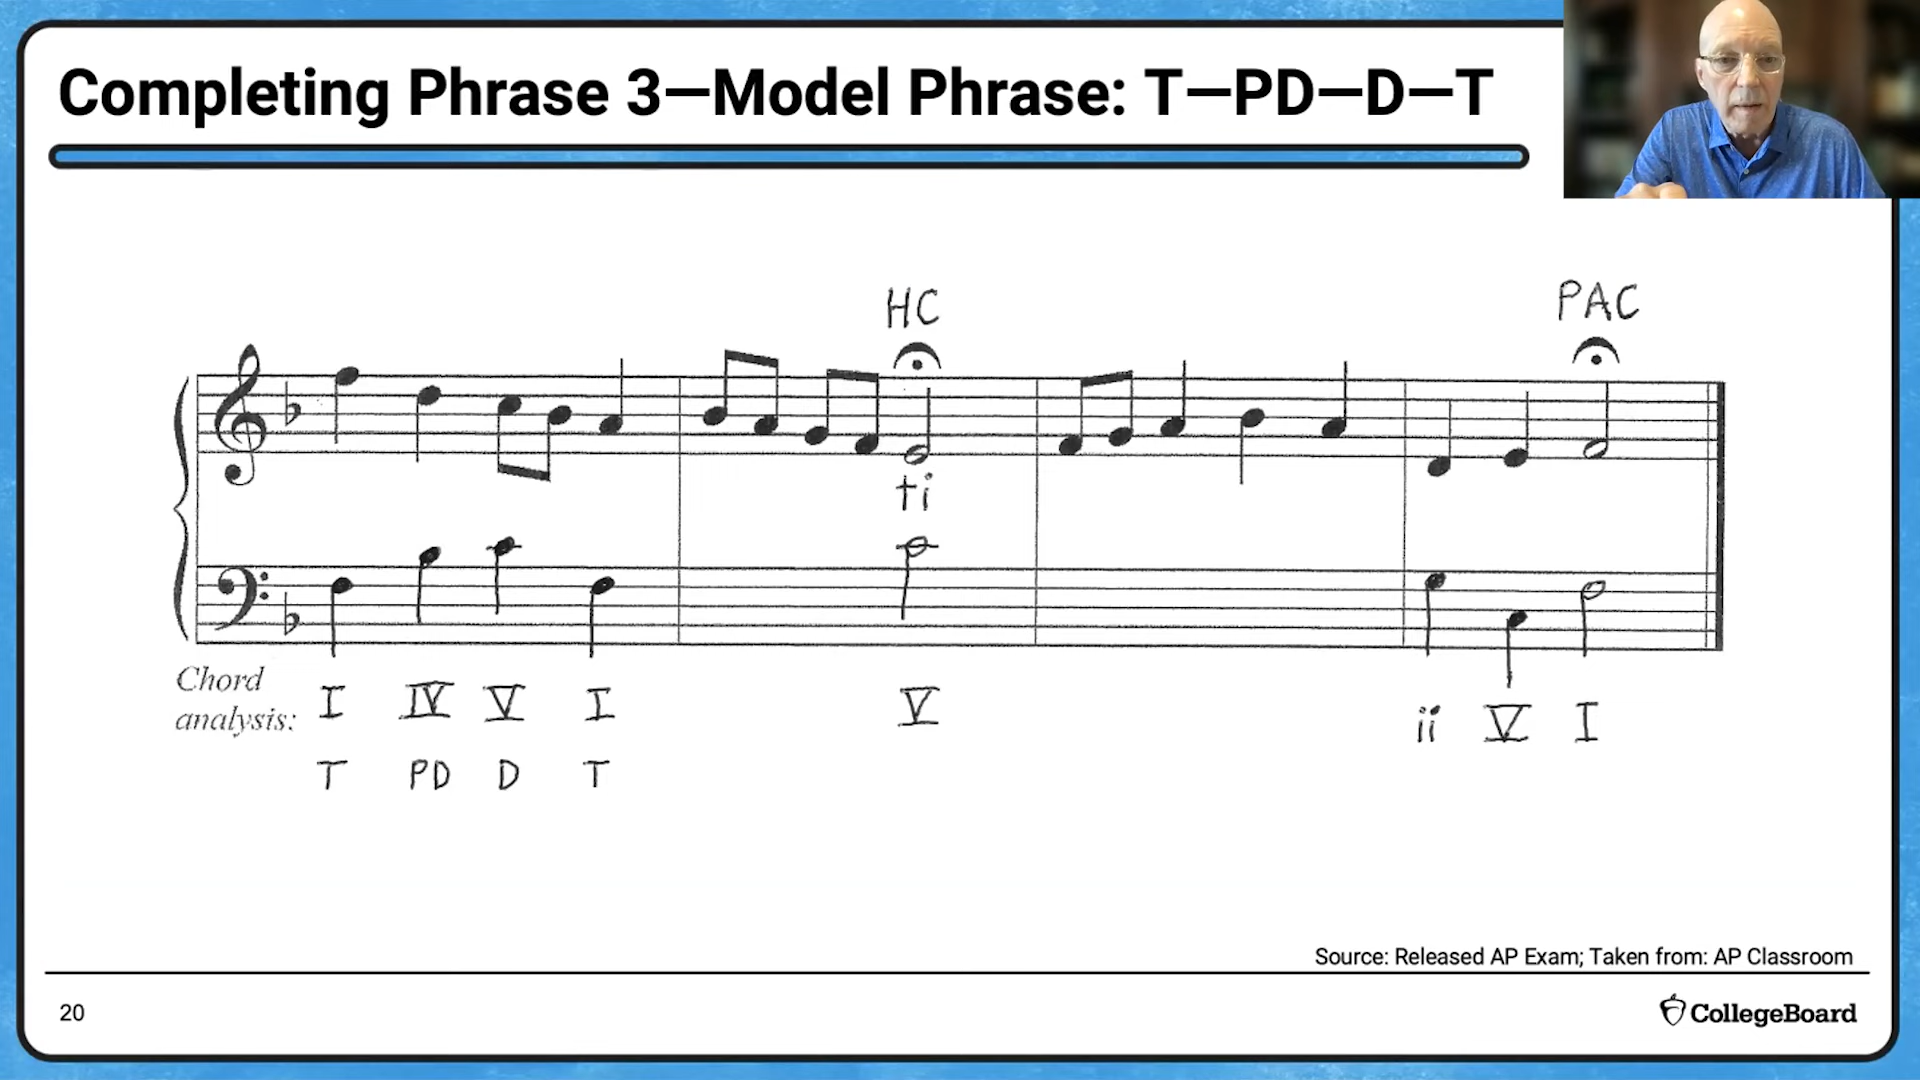 Completing Phrase 3—Model Phrase: T—PD—D—T
HC
PAC
ti
Chord
analysis:
I IV V I V ii V I
T PD D T
Source: Released AP Exam; Taken from: AP Classroom
20
CollegeBoard